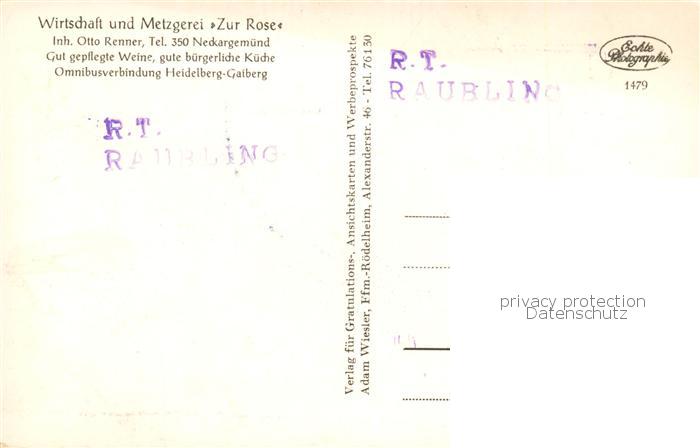 Wirtschaft und Metzgerei »Zur Rose«
Inh. Otto Renner, Tel. 350 Neckargemünd
Gut gepflegte Weine, gute bürgerliche Küche
Omnibusverbindung Heidelberg-Gaiberg
R.T.
RAUBLING
Verlag für Gratulations-, Ansichtskarten und Werbeprospekte
Adam Wiesler, Ffm.-Rödelheim, Alexanderstr. 46 - Tel. 76130
R.T.
RAUBLING
Echte
Photographie
1479
privacy protection
Datenschutz